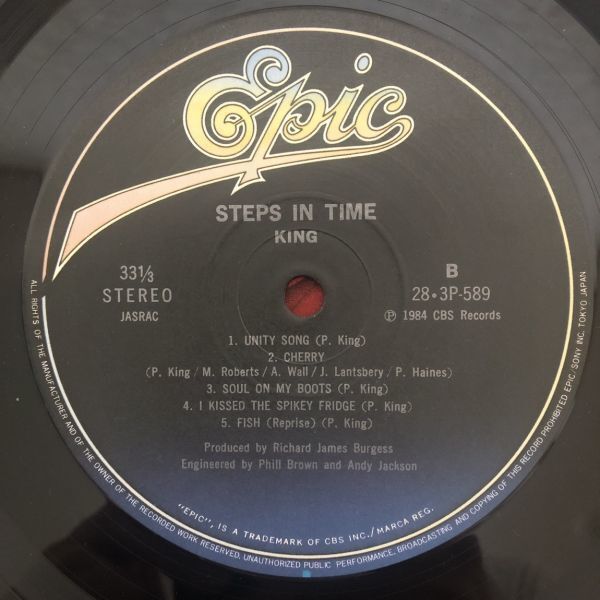 Epic
STEPS IN TIME
KING
33⅓
STEREO
JASRAC
B
28•3P-589
Ⓟ 1984 CBS Records
1. UNITY SONG (P. King)
2. CHERRY
(P. King / M. Roberts / A. Wall / J. Lantsbery / P. Haines)
3. SOUL ON MY BOOTS (P. King)
4. I KISSED THE SPIKEY FRIDGE (P. King)
5. FISH (Reprise) (P. King)
Produced by Richard James Burgess
Engineered by Phill Brown and Andy Jackson
"EPIC", IS A TRADEMARK OF CBS INC./MARCA REG.
ALL RIGHTS OF THE MANUFACTURER AND OF THE OWNER OF THE RECORDED WORK RESERVED, UNAUTHORIZED PUBLIC PERFORMANCE, BROADCASTING AND COPYING OF THIS RECORD PROHIBITED EPIC/SONY INC. TOKYO JAPAN